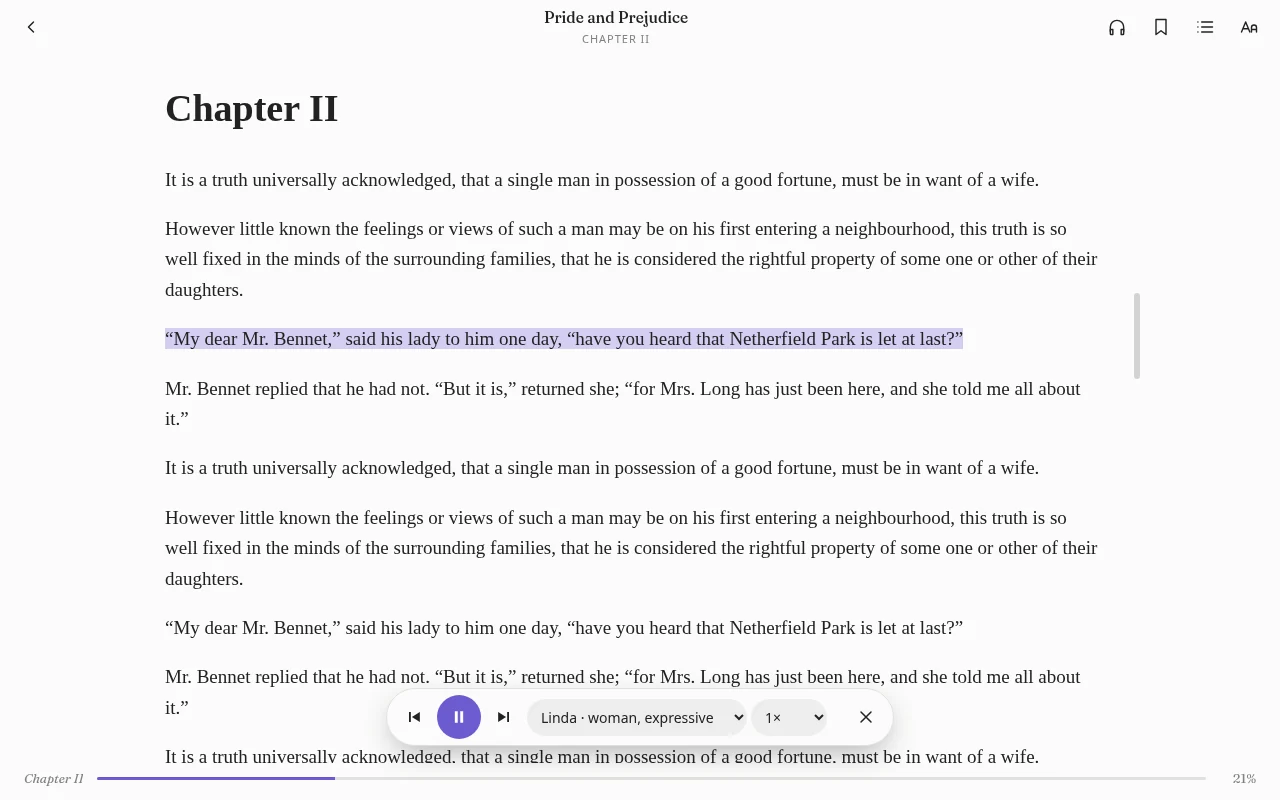 Pride and Prejudice
CHAPTER II
Chapter II
It is a truth universally acknowledged, that a single man in possession of a good fortune, must be in want of a wife.
However little known the feelings or views of such a man may be on his first entering a neighbourhood, this truth is so
well fixed in the minds of the surrounding families, that he is considered the rightful property of some one or other of their
daughters.
“My dear Mr. Bennet,” said his lady to him one day, “have you heard that Netherfield Park is let at last?”
Mr. Bennet replied that he had not. “But it is,” returned she; “for Mrs. Long has just been here, and she told me all about
it.”
It is a truth universally acknowledged, that a single man in possession of a good fortune, must be in want of a wife.
However little known the feelings or views of such a man may be on his first entering a neighbourhood, this truth is so
well fixed in the minds of the surrounding families, that he is considered the rightful property of some one or other of their
daughters.
“My dear Mr. Bennet,” said his lady to him one day, “have you heard that Netherfield Park is let at last?”
Mr. Bennet replied that he had not. “But it is,” returned she; “for Mrs. Long has just been here, and she told me all about
it.”
Linda · woman, expressive 1×
It is a truth universally acknowledged, that a single man in possession of a good fortune, must be in want of a wife.
Chapter II 21%